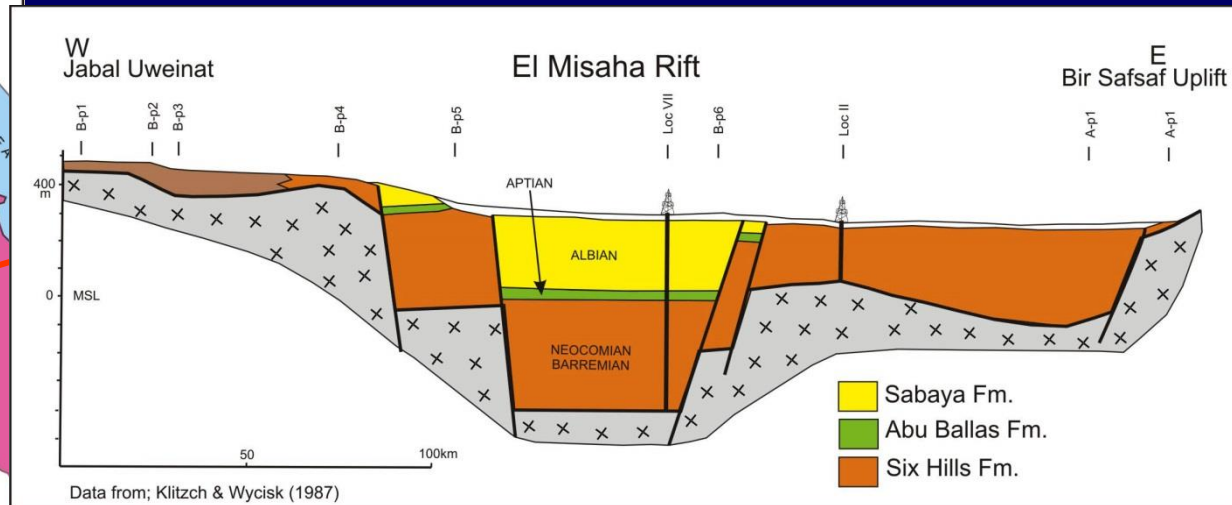 W
Jabal Uweinat
El Misaha Rift
E
Bir Safsaf Uplift
B-p1
B-p2
B-p3
B-p4
B-p5
Loc VII
B-p6
Loc II
A-p1
A-p1
400
m
APTIAN
ALBIAN
0
MSL
NEOCOMIAN
BARREMIAN
Sabaya Fm.
Abu Ballas Fm.
Six Hills Fm.
50
100km
Data from; Klitzch & Wycisk (1987)